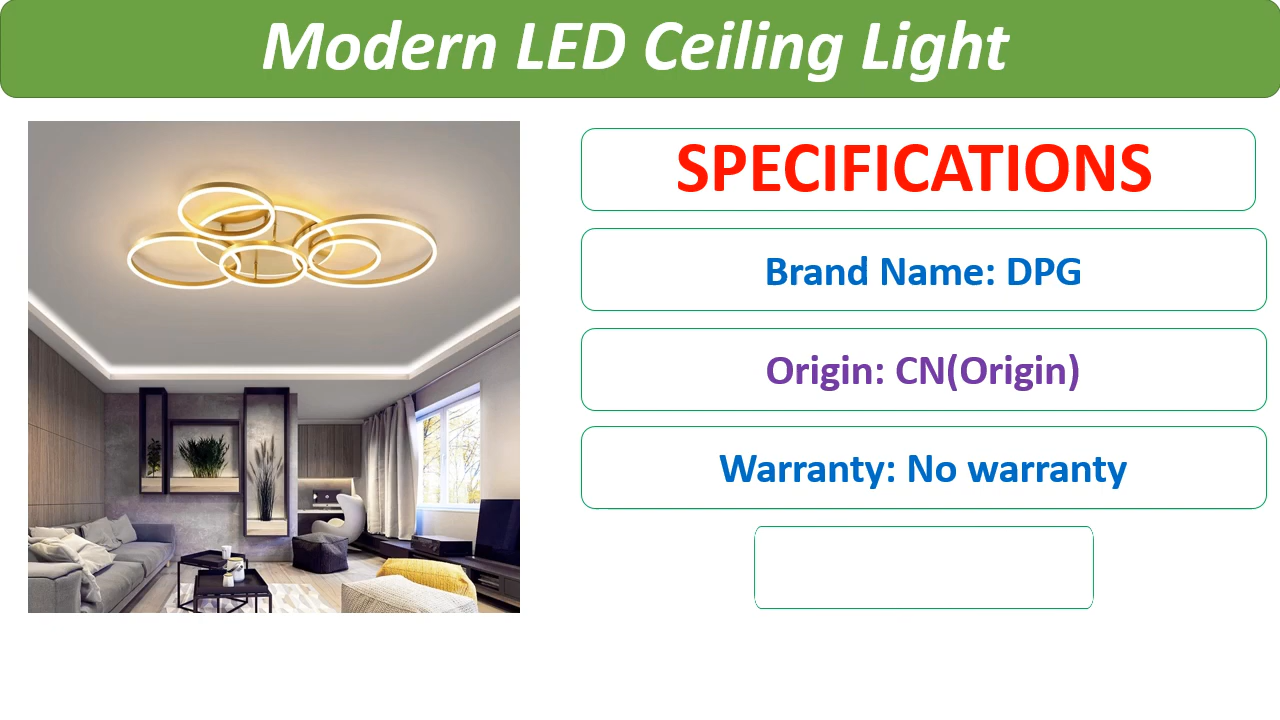 Modern LED Ceiling Light
SPECIFICATIONS
Brand Name: DPG
Origin: CN(Origin)
Warranty: No warranty